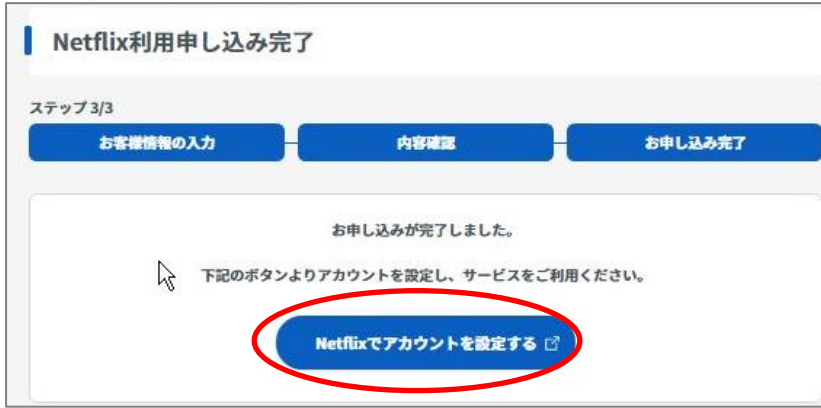 Netflix利用申し込み完了
ステップ 3/3
お客様情報の入力
内容確認
お申し込み完了
お申し込みが完了しました。
下記のボタンよりアカウントを設定し、サービスをご利用ください。
Netflixでアカウントを設定する